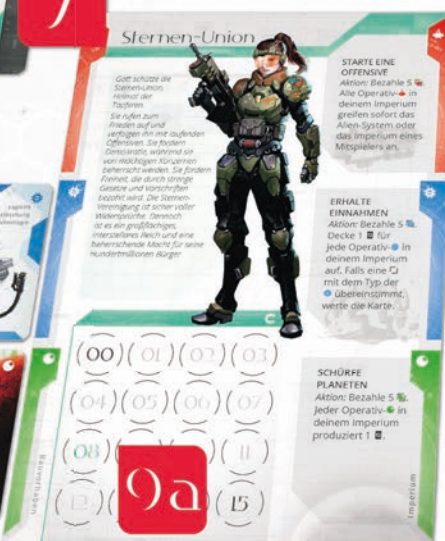 Sternen-Union
Gott schütze die
Sternen-Union,
Heimat der
Tapferen.
Sie rufen zum
Frieden auf und
verfolgen ihn mit laufenden
Offensiven. Sie fordern
Demokratie, während sie
von mächtigen Konzernen
beherrscht werden. Sie fordern
Freiheit, die durch strenge
Gesetze und Vorschriften
bezahlt wird. Die Sternen-
Vereinigung ist sicher voller
Widersprüche. Dennoch
ist es ein großflächiges,
interstellares Reich und eine
beherrschende Macht für seine
hundertmillionen Bürger
C
STARTE EINE
OFFENSIVE
Aktion: Bezahle 5
Alle Operativ- in
deinem Imperium
greifen sofort das
Alien-System oder
das Imperium eines
Mitspielers an.
ERHALTE
EINNAHMEN
Aktion: Bezahle 5
Decke 1 für
jede Operativ- in
deinem Imperium
auf. Falls eine
mit dem Typ der
übereinstimmt,
werte die Karte.
SCHÜRFE
PLANETEN
Aktion: Bezahle 5
Jeder Operativ- in
deinem Imperium
produziert 1
00 01 02 03
04 05 06 07
08 11
12 15
9a
Bauvorhaben
Imperium